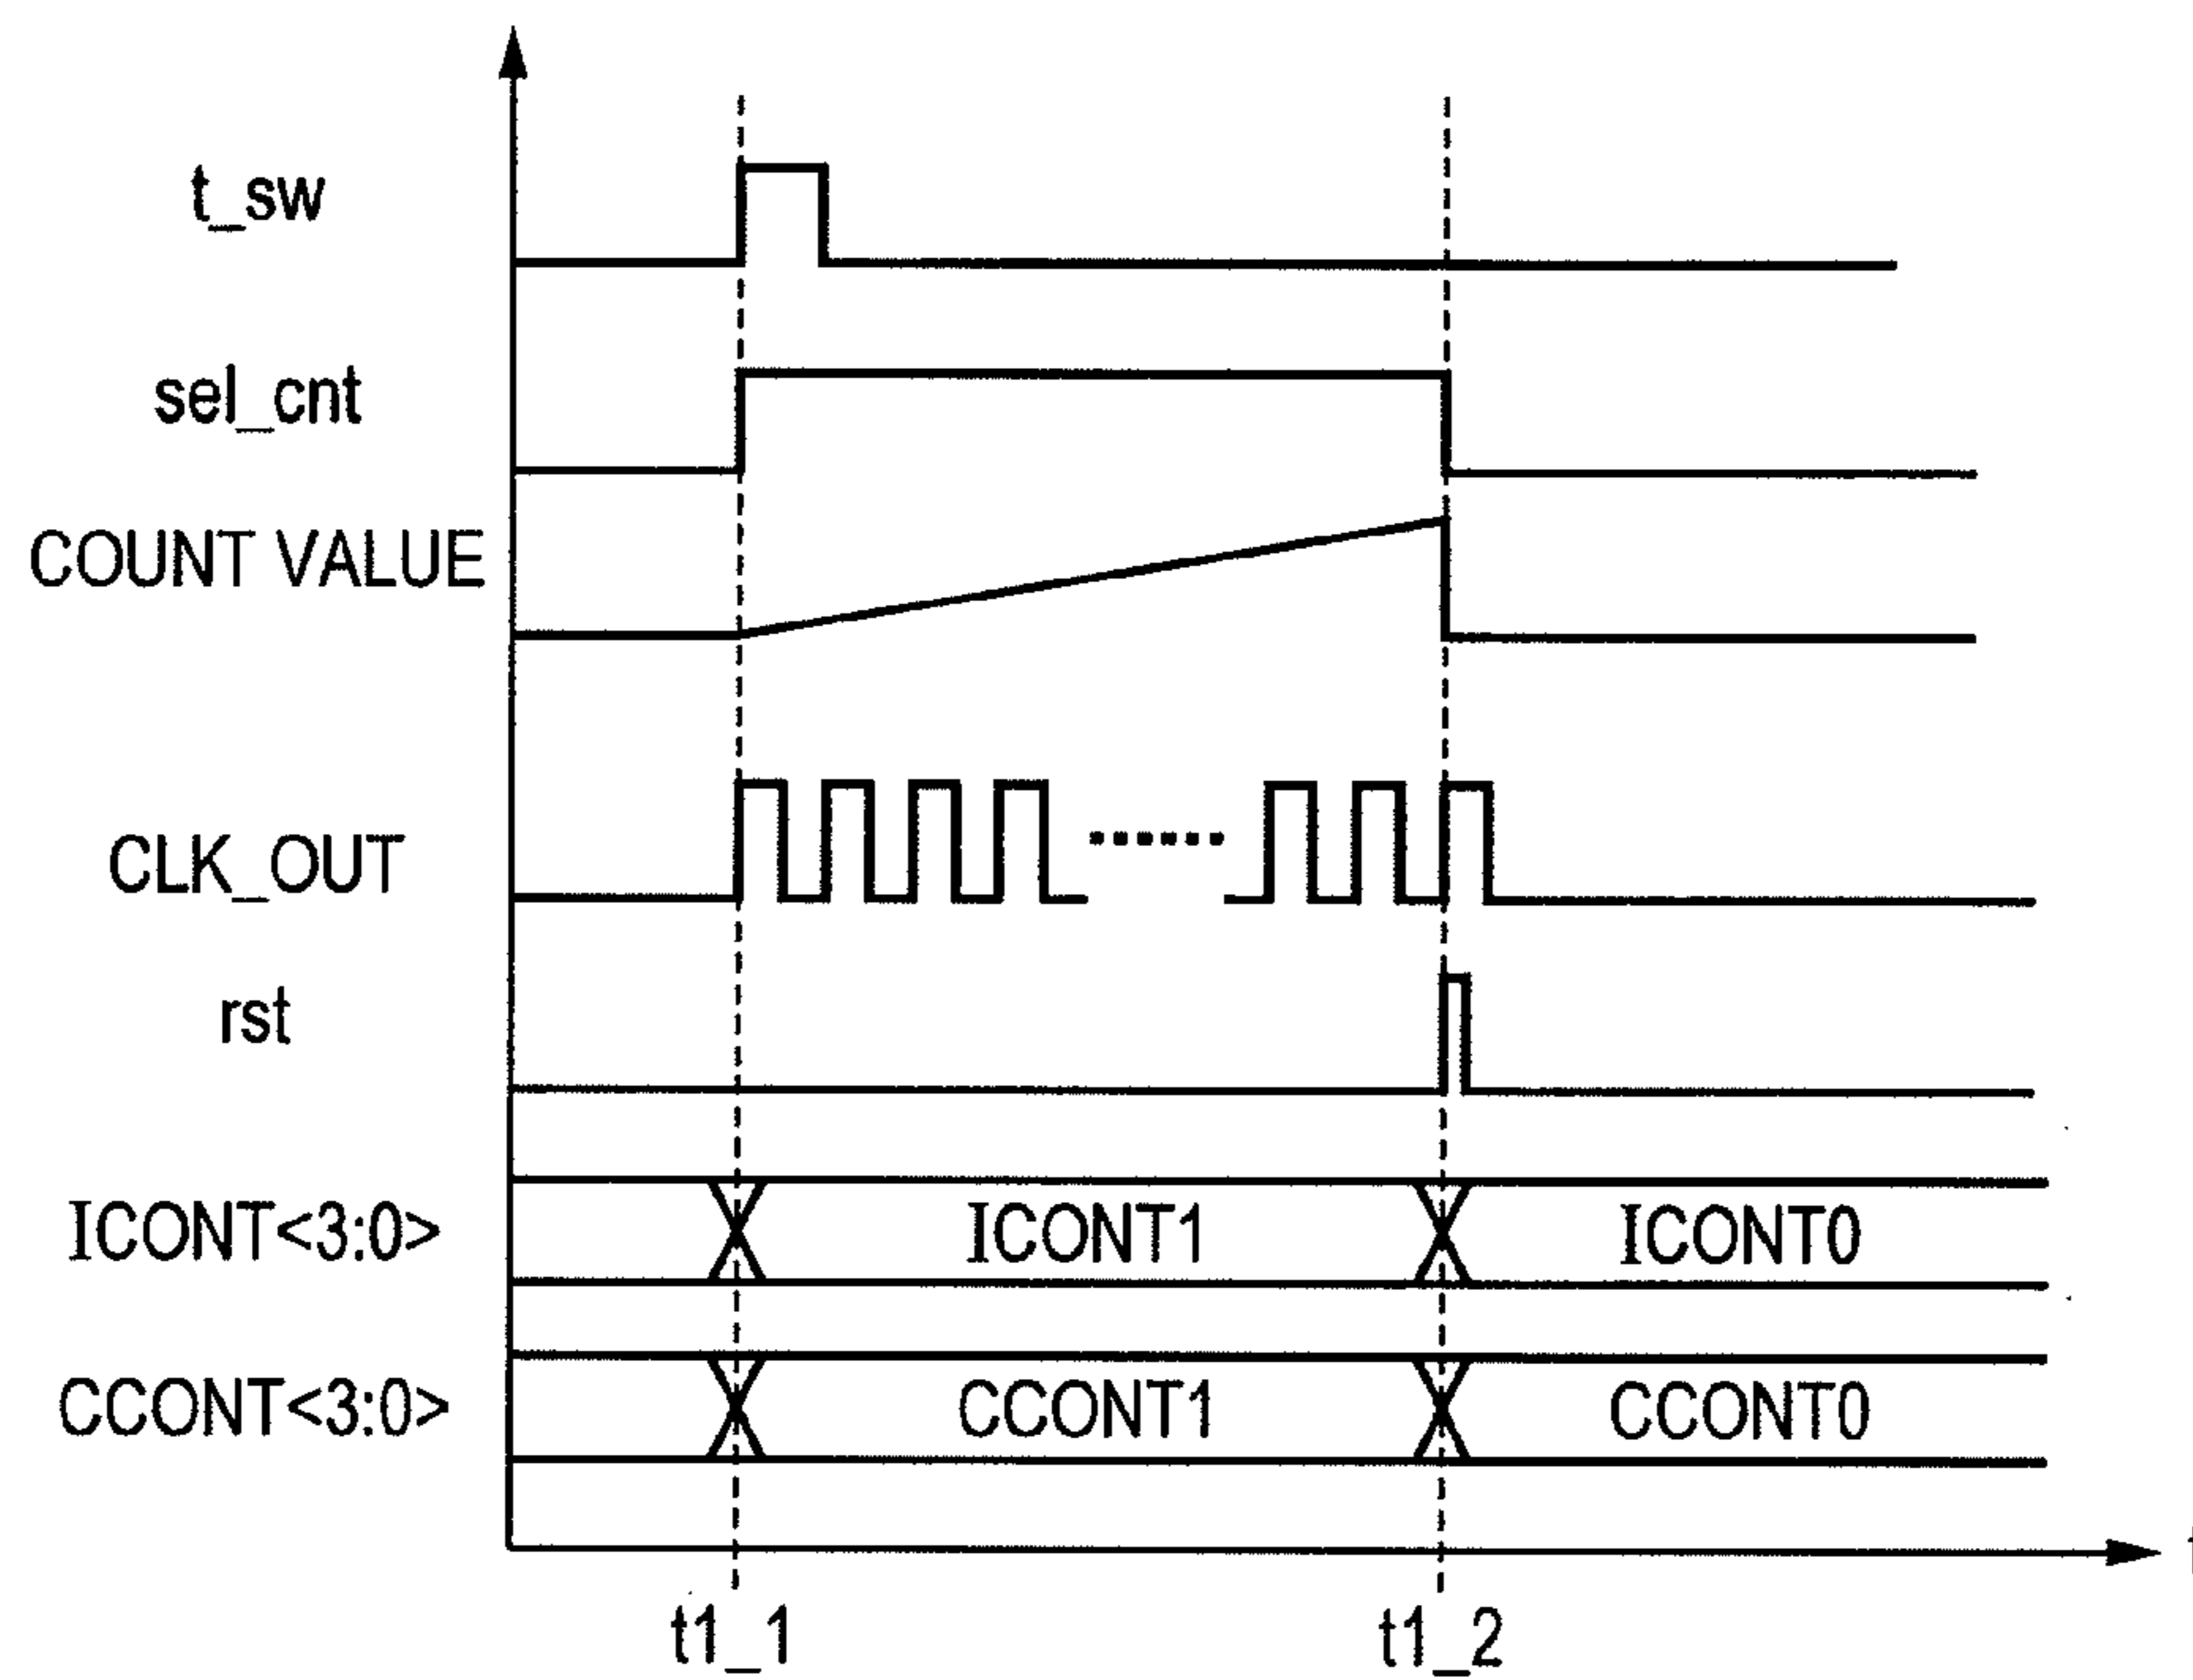 t_sw
sel_cnt
COUNT VALUE
CLK_OUT
rst
ICONT<3:0> ICONT1 ICONT0
CCONT<3:0> CCONT1 CCONT0
t
t1_1 t1_2